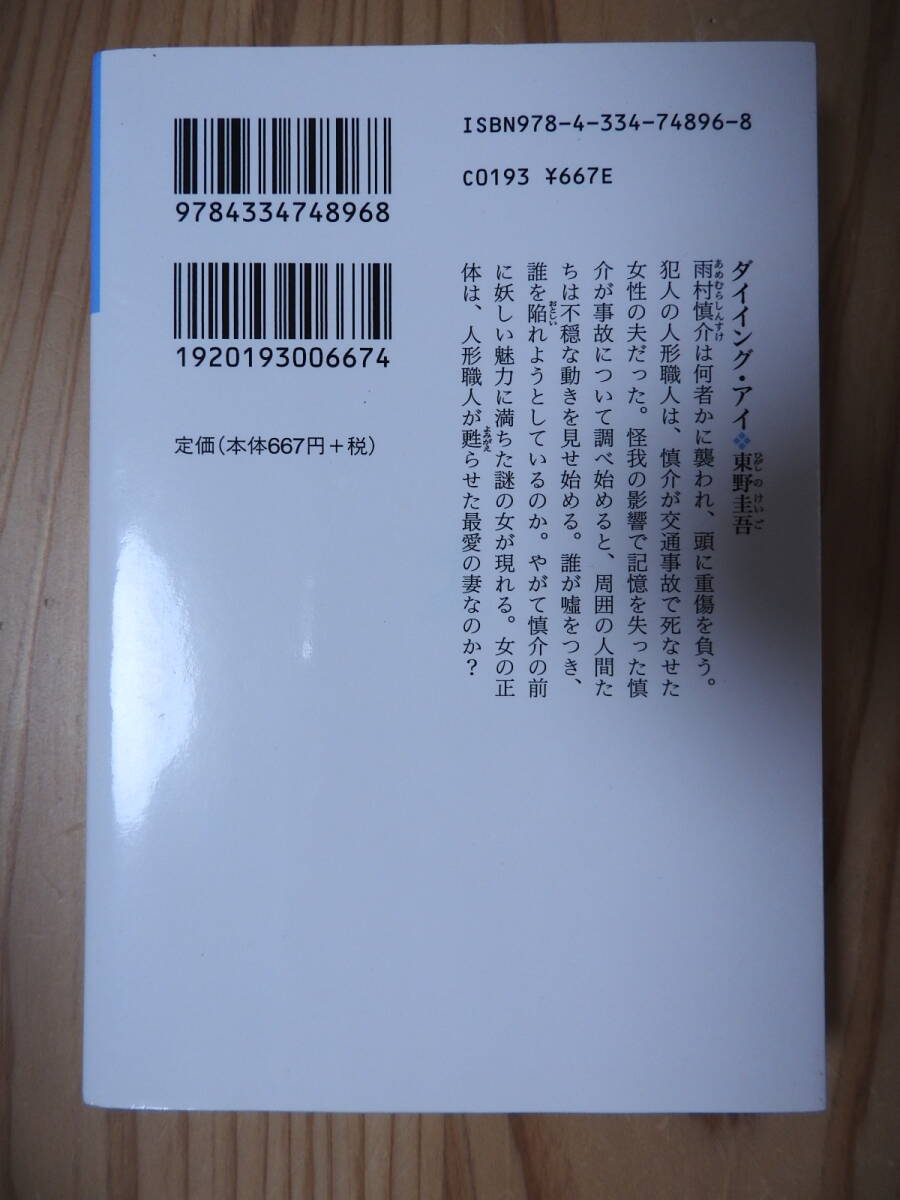 ISBN978-4-334-74896-8
C0193 ¥667E
9784334748968
1920193006674
定価(本体667円+税)
ダイイング・アイ❖東野圭吾
ひがしのけいご
雨村慎介は何者かに襲われ、頭に重傷を負う。
あめむらしんすけ
犯人の人形職人は、慎介が交通事故で死なせた
女性の夫だった。怪我の影響で記憶を失った慎
介が事故について調べ始めると、周囲の人間た
ちは不穏な動きを見せ始める。誰が嘘をつき、
誰を陥れようとしているのか。やがて慎介の前
おとしい
に妖しい魅力に満ちた謎の女が現れる。女の正
体は、人形職人が甦らせた最愛の妻なのか?
よみがえ